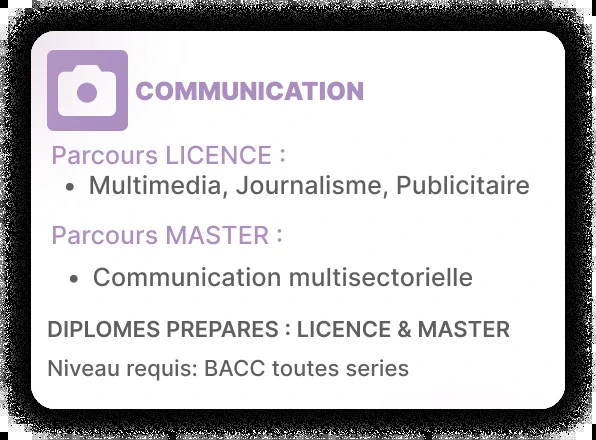 COMMUNICATION
Parcours LICENCE :
• Multimedia, Journalisme, Publicitaire
Parcours MASTER :
• Communication multisectorielle
DIPLOMES PREPARES : LICENCE & MASTER
Niveau requis: BACC toutes series